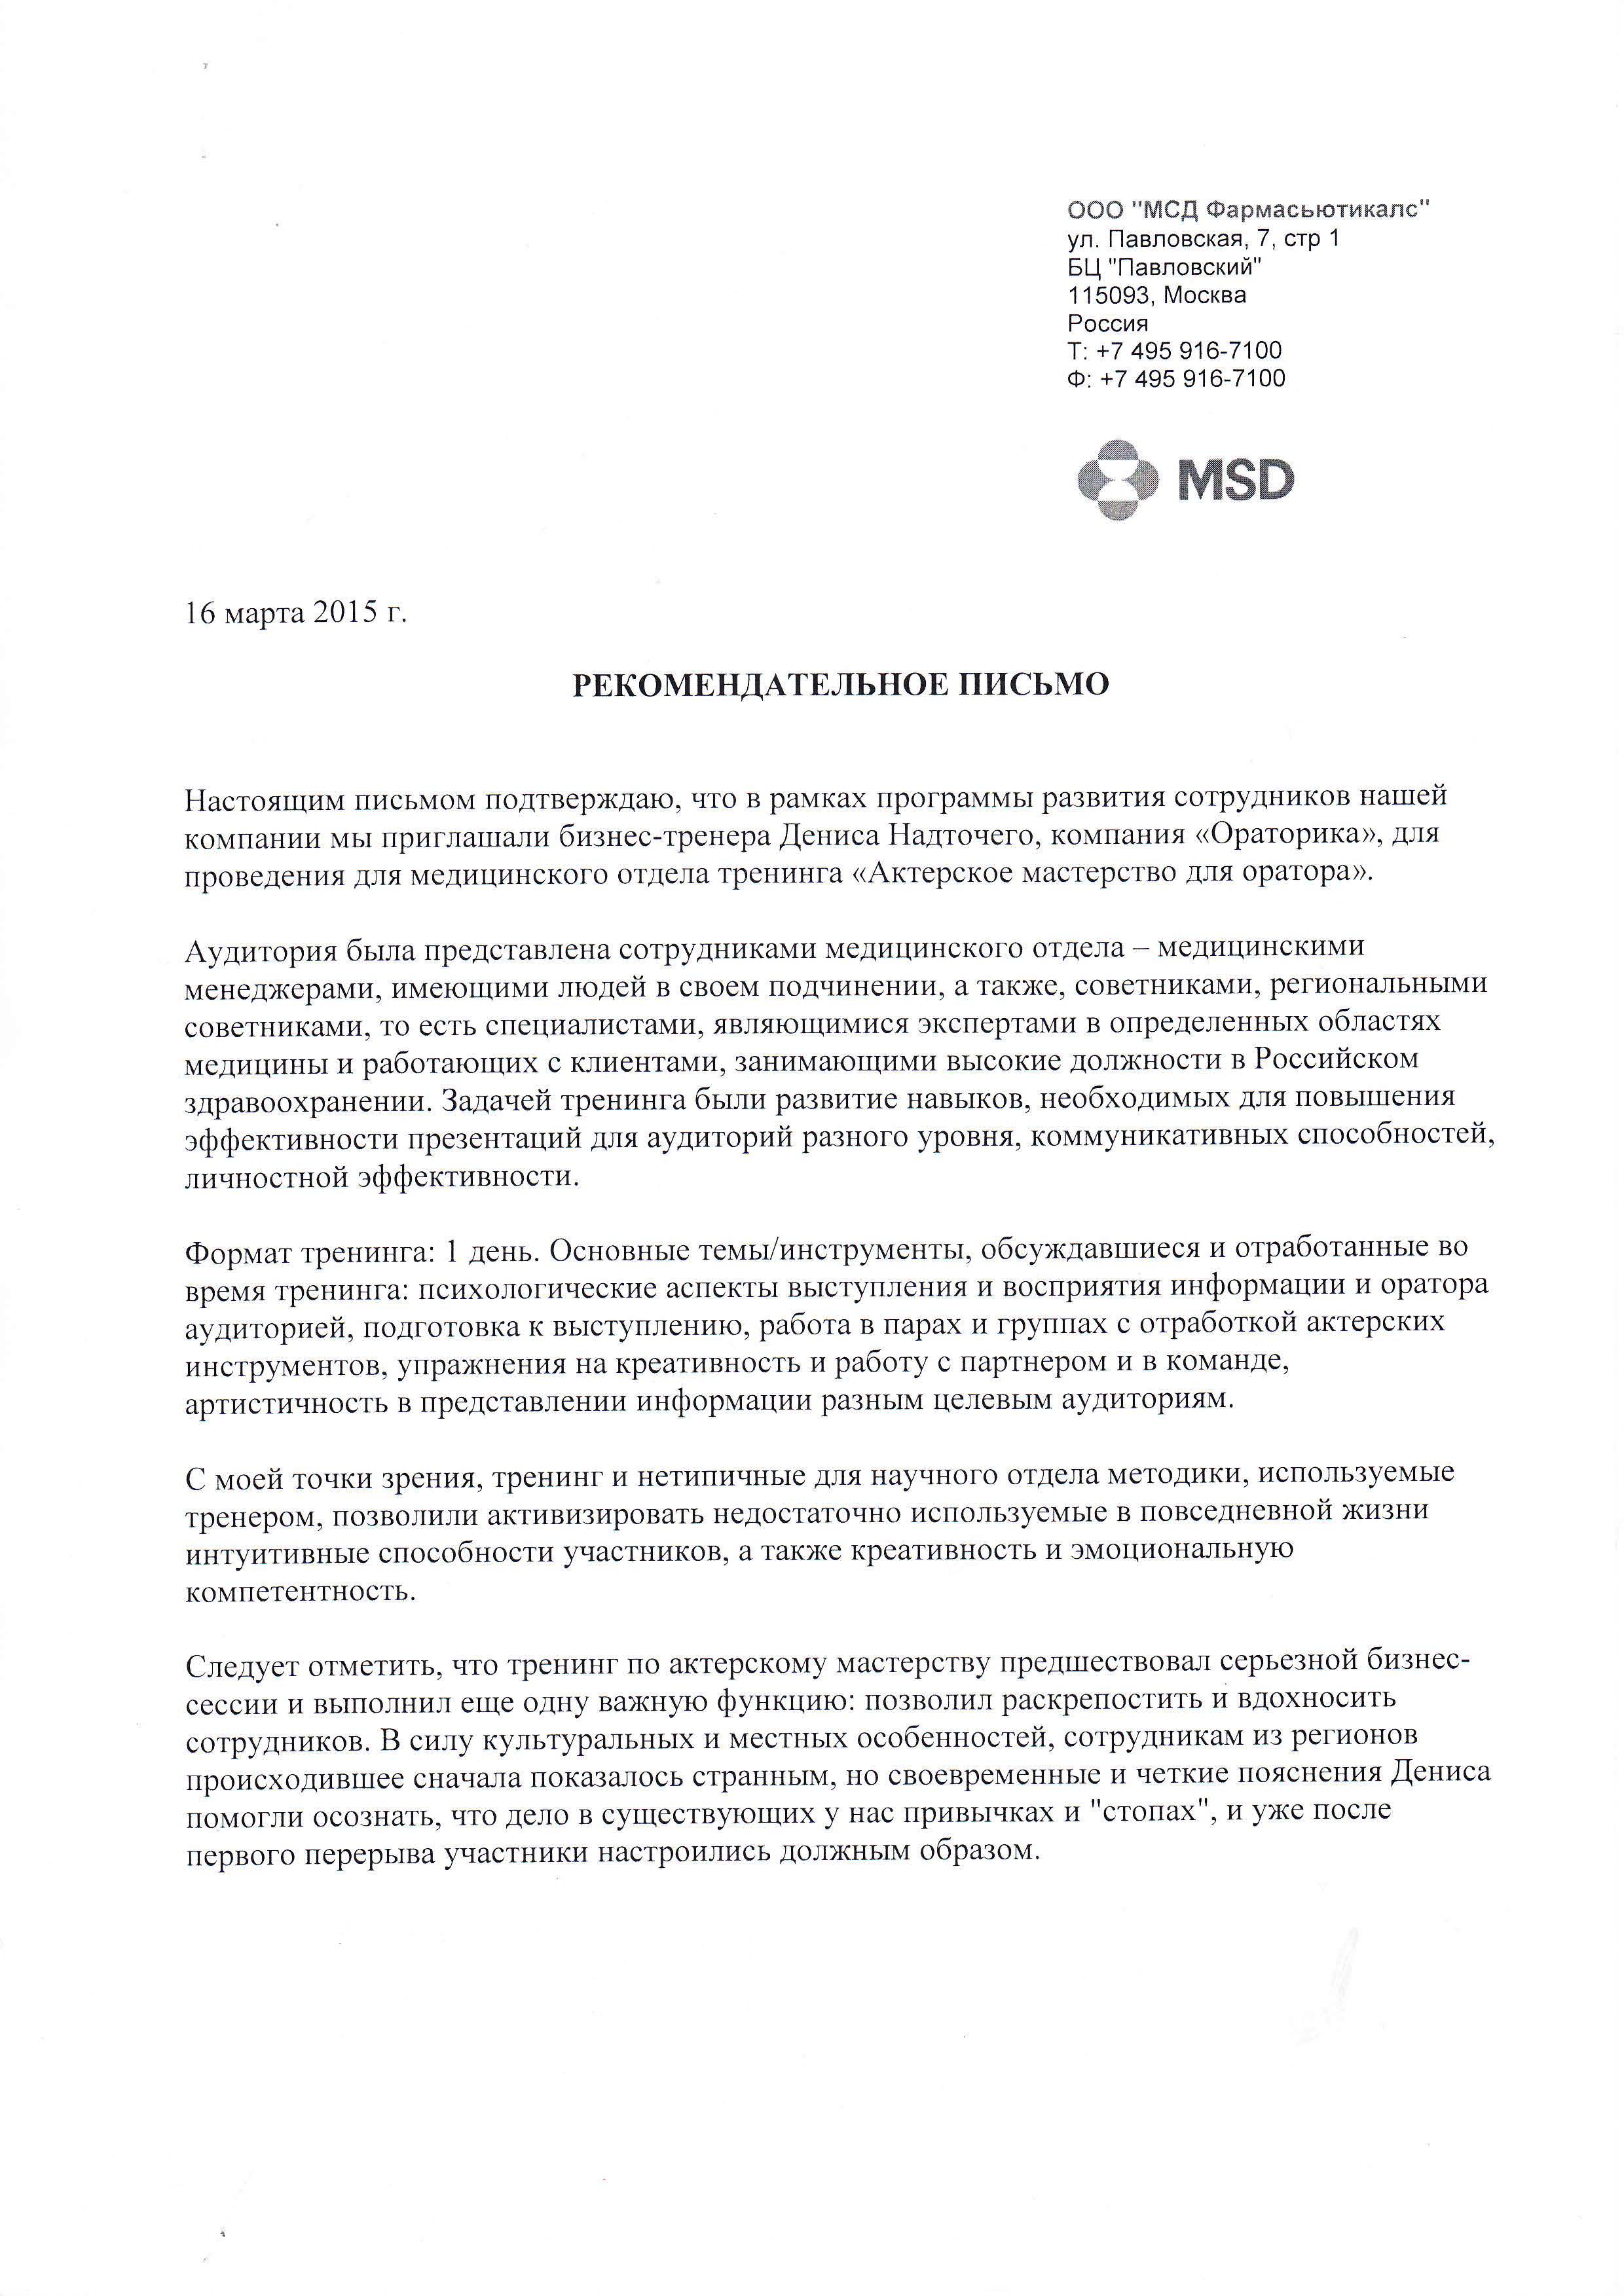 ООО "МСД Фармасьютикалс"
ул. Павловская, 7, стр 1
БЦ "Павловский"
115093, Москва
Россия
Т: +7 495 916-7100
Ф: +7 495 916-7100
MSD
16 марта 2015 г.
РЕКОМЕНДАТЕЛЬНОЕ ПИСЬМО
Настоящим письмом подтверждаю, что в рамках программы развития сотрудников нашей
компании мы приглашали бизнес-тренера Дениса Надточего, компания «Ораторика», для
проведения для медицинского отдела тренинга «Актерское мастерство для оратора».
Аудитория была представлена сотрудниками медицинского отдела – медицинскими
менеджерами, имеющими людей в своем подчинении, а также, советниками, региональными
советниками, то есть специалистами, являющимися экспертами в определенных областях
медицины и работающих с клиентами, занимающими высокие должности в Российском
здравоохранении. Задачей тренинга были развитие навыков, необходимых для повышения
эффективности презентаций для аудиторий разного уровня, коммуникативных способностей,
личностной эффективности.
Формат тренинга: 1 день. Основные темы/инструменты, обсуждавшиеся и отработанные во
время тренинга: психологические аспекты выступления и восприятия информации и оратора
аудиторией, подготовка к выступлению, работа в парах и группах с отработкой актерских
инструментов, упражнения на креативность и работу с партнером и в команде,
артистичность в представлении информации разным целевым аудиториям.
С моей точки зрения, тренинг и нетипичные для научного отдела методики, используемые
тренером, позволили активизировать недостаточно используемые в повседневной жизни
интуитивные способности участников, а также креативность и эмоциональную
компетентность.
Следует отметить, что тренинг по актерскому мастерству предшествовал серьезной бизнес-
сессии и выполнил еще одну важную функцию: позволил раскрепостить и вдохносить
сотрудников. В силу культуральных и местных особенностей, сотрудникам из регионов
происходившее сначала показалось странным, но своевременные и четкие пояснения Дениса
помогли осознать, что дело в существующих у нас привычках и "стопах", и уже после
первого перерыва участники настроились должным образом.